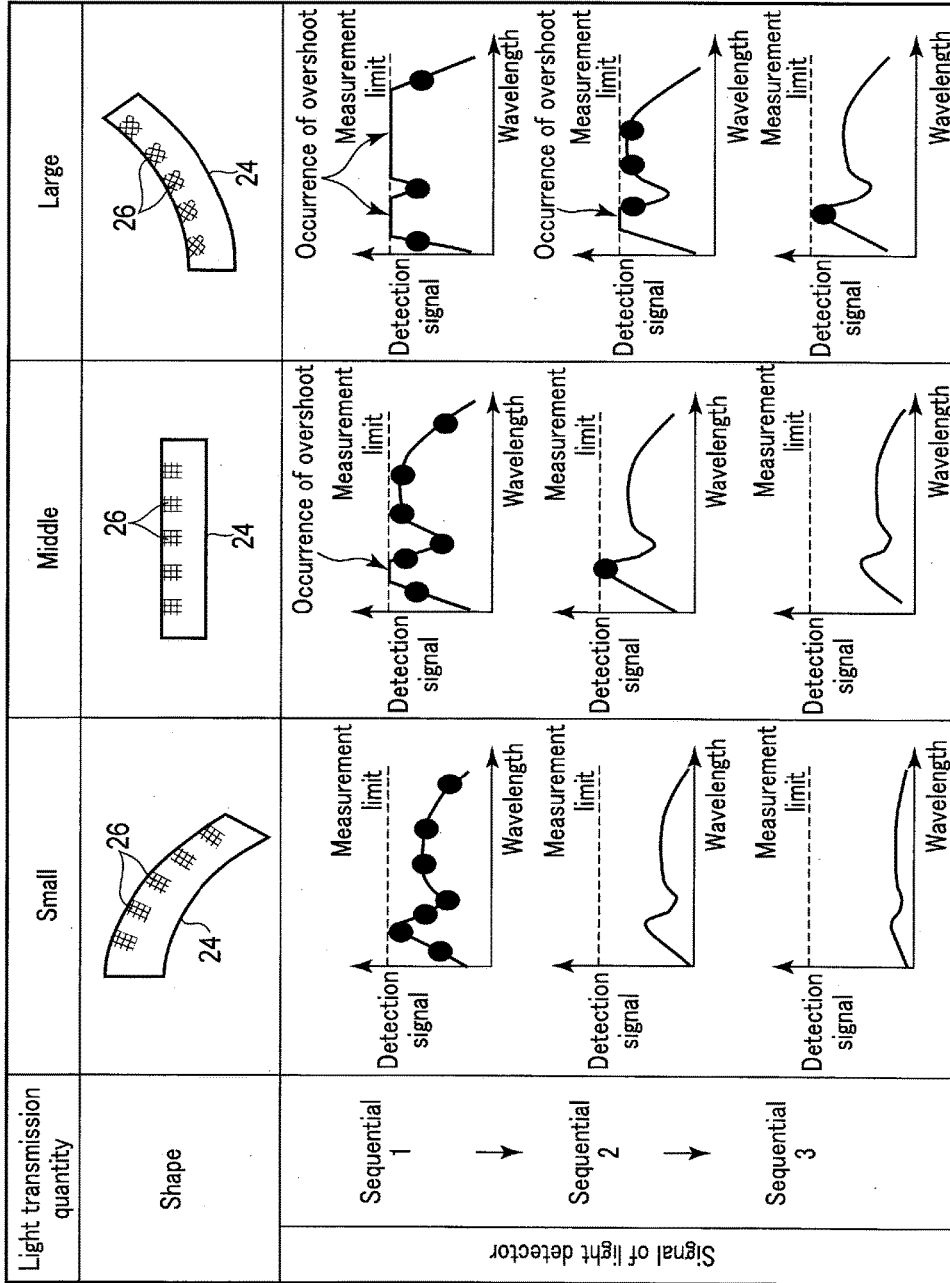 Light transmission
quantity
Small
Middle
Large
Shape
26
24
26
24
26
24
Signal of light detector
Sequential
1
Sequential
2
Sequential
3
Detection
signal
Measurement
limit
Wavelength
Occurrence of overshoot
Detection
signal
Measurement
limit
Wavelength
Occurrence of overshoot
Detection
signal
Measurement
limit
Wavelength
Detection
signal
Measurement
limit
Wavelength
Detection
signal
Measurement
limit
Wavelength
Occurrence of overshoot
Detection
signal
Measurement
limit
Wavelength
Detection
signal
Measurement
limit
Wavelength
Detection
signal
Measurement
limit
Wavelength
Detection
signal
Measurement
limit
Wavelength